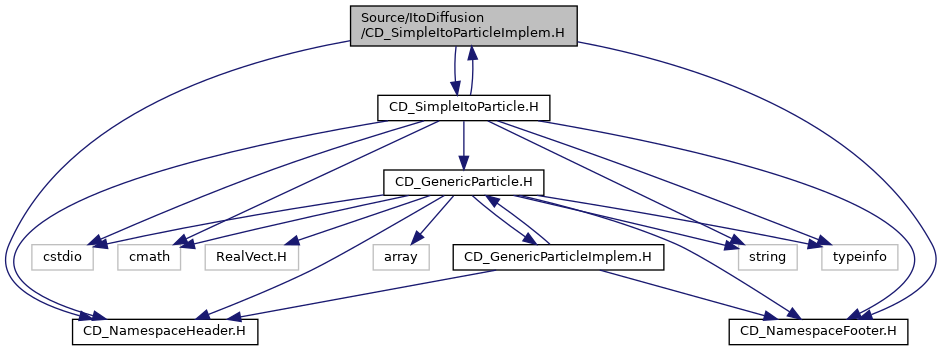 Source/ItoDiffusion
/CD_SimpleItoParticleImplem.H
CD_SimpleItoParticle.H
CD_GenericParticle.H
cstdio
cmath
RealVect.H
array
CD_GenericParticleImplem.H
string
typeinfo
CD_NamespaceHeader.H
CD_NamespaceFooter.H